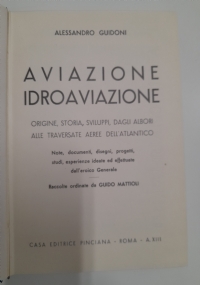 ALESSANDRO GUIDONI
AVIAZIONE
IDROAVIAZIONE
ORIGINE, STORIA, SVILUPPI, DAGLI ALBORI
ALLE TRAVERSATE AEREE DELL'ATLANTICO
Note, documenti, disegni, progetti,
studi, esperienze ideate ed effettuate
dall'eroico Generale
Raccolte ordinate da GUIDO MATTIOLI
CASA EDITRICE PINCIANA - ROMA - A. XIII